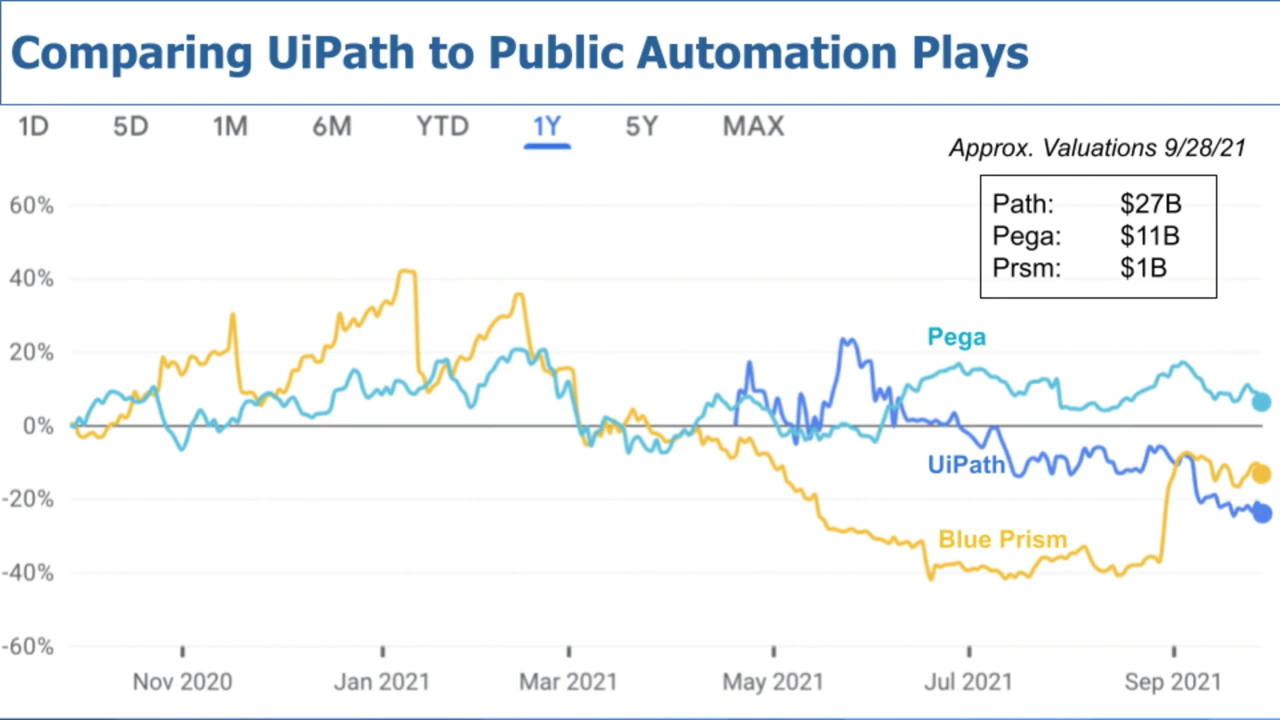 Comparing UiPath to Public Automation Plays
1D 5D 1M 6M YTD 1Y 5Y MAX
Approx. Valuations 9/28/21
Path: $27B
Pega: $11B
Prsm: $1B
60%
40%
20%
0%
-20%
-40%
-60%
Pega
UiPath
Blue Prism
Nov 2020 Jan 2021 Mar 2021 May 2021 Jul 2021 Sep 2021